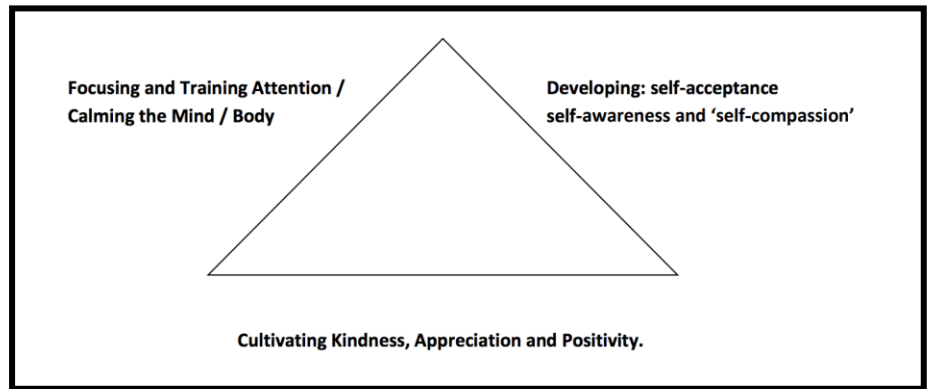 Focusing and Training Attention /
Calming the Mind / Body
Developing: self-acceptance
self-awareness and ‘self-compassion’
Cultivating Kindness, Appreciation and Positivity.